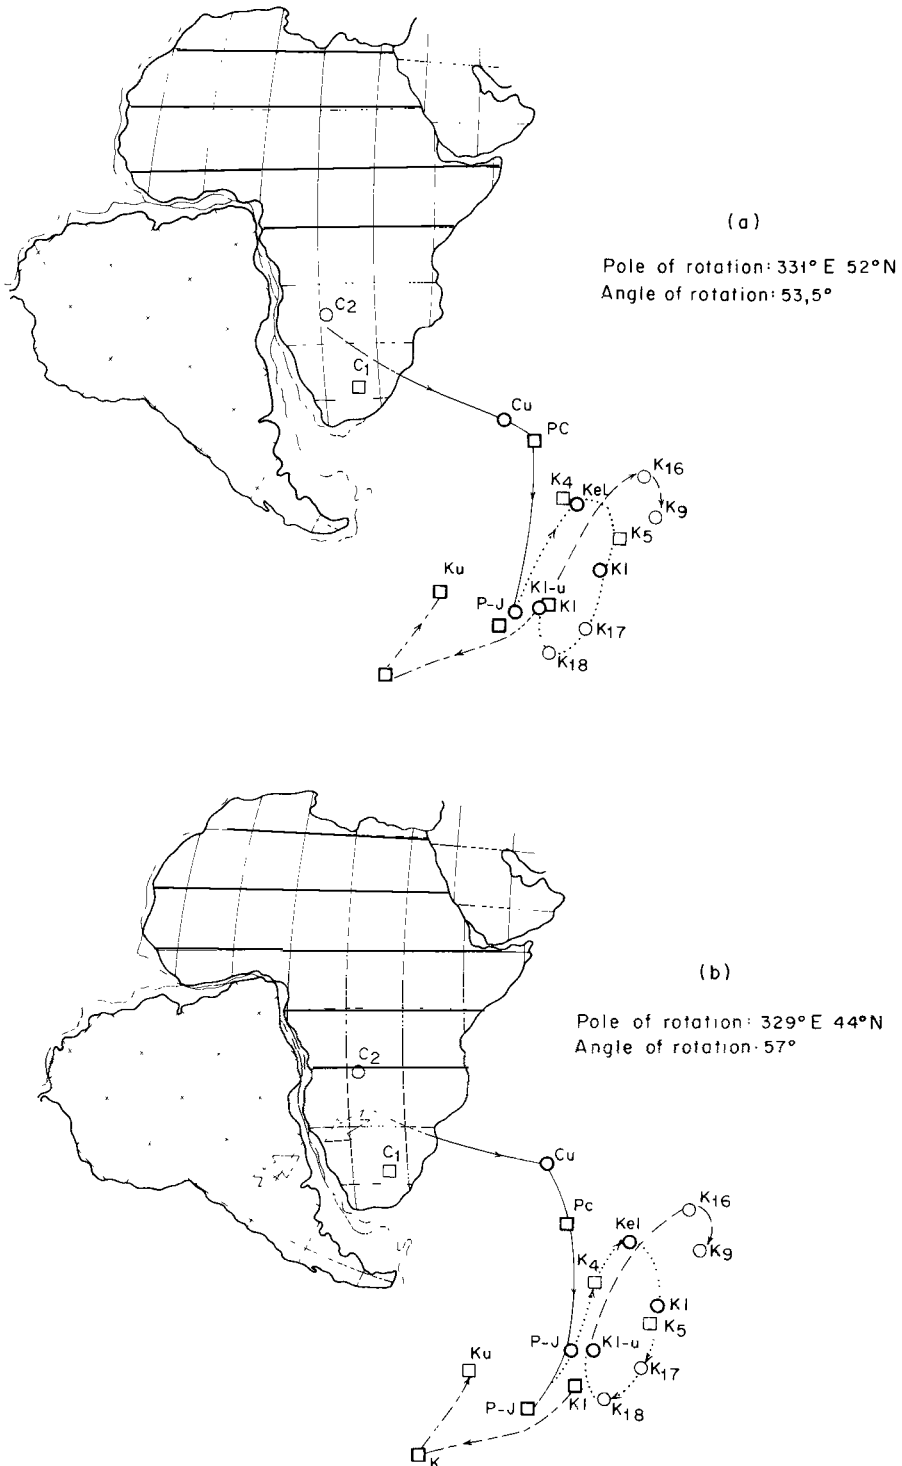 (a)
Pole of rotation: 331° E 52° N
Angle of rotation: 53,5°
C2
C1
Cu
PC
K16
K4
Kel
K9
K5
Ku
K1-u
K1
P-J
K1
K17
K18
(b)
Pole of rotation: 329° E 44° N
Angle of rotation. 57°
C2
C1
Cu
Pc
K16
Kel
K9
K4
K1
K5
P-J
K1-u
Ku
K17
P-J
K1
K18
K